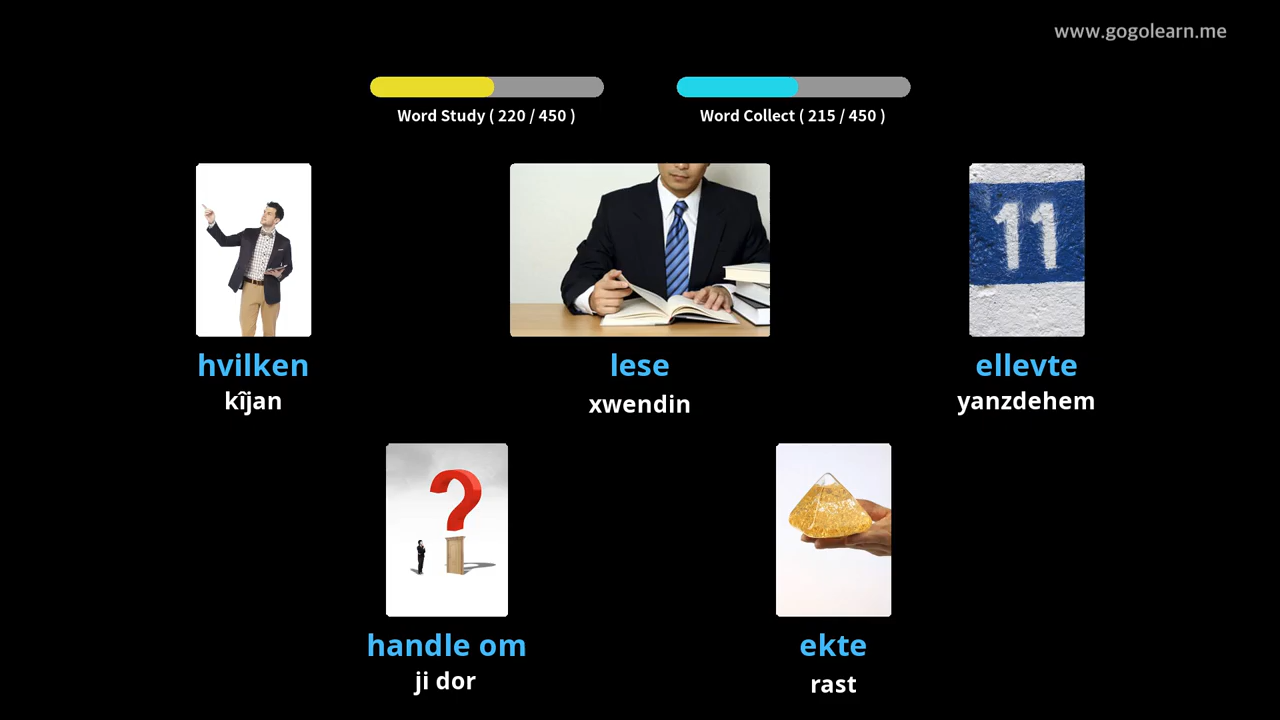 www.gogolearn.me
Word Study ( 220 / 450 )
Word Collect ( 215 / 450 )
11
hvilken
kîjan
lese
xwendin
ellevte
yanzdehem
?
handle om
ji dor
ekte
rast